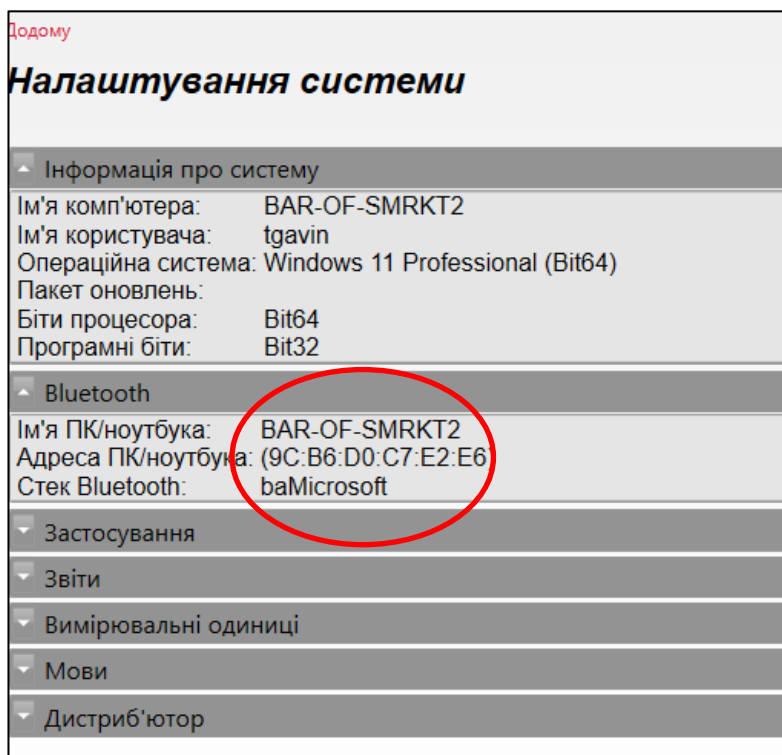 Додому
Налаштування системи
Інформація про систему
Ім'я комп'ютера: BAR-OF-SMRKT2
Ім'я користувача: tgavin
Операційна система: Windows 11 Professional (Bit64)
Пакет оновлень:
Біти процесора: Bit64
Програмні біти: Bit32
Bluetooth
Ім'я ПК/ноутбука: BAR-OF-SMRKT2
Адреса ПК/ноутбука: (9C:B6:D0:C7:E2:E6)
Стек Bluetooth: baMicrosoft
Застосування
Звіти
Вимірювальні одиниці
Мови
Дистриб'ютор